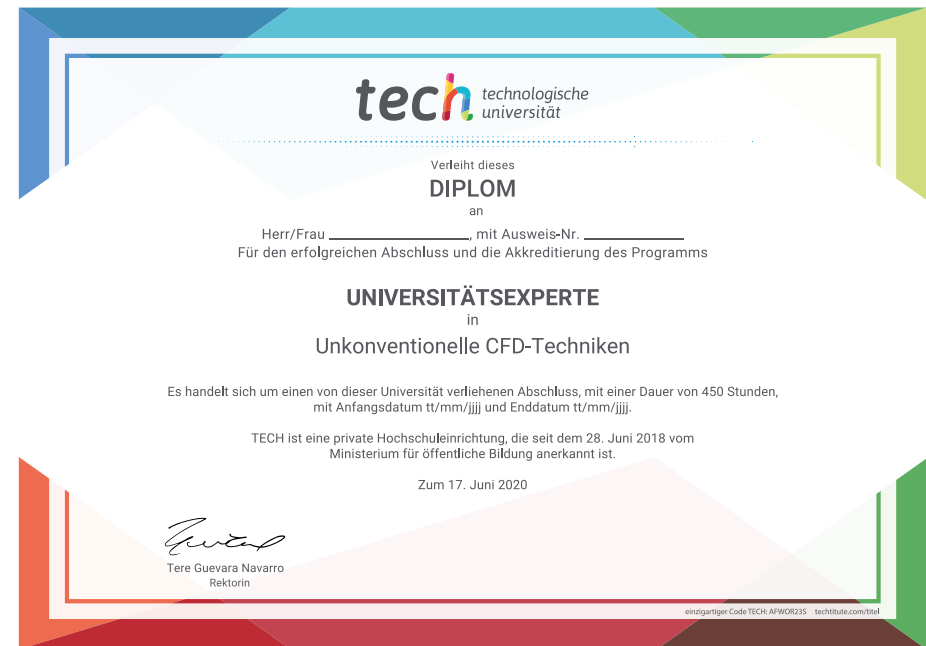 tech technologische
universität
Verleiht dieses
DIPLOM
an
Herr/Frau ____________, mit Ausweis-Nr. ____________
Für den erfolgreichen Abschluss und die Akkreditierung des Programms
UNIVERSITÄTSEXPERTE
in
Unkonventionelle CFD-Techniken
Es handelt sich um einen von dieser Universität verliehenen Abschluss, mit einer Dauer von 450 Stunden,
mit Anfangsdatum tt/mm/jjjj und Enddatum tt/mm/jjjj.
TECH ist eine private Hochschuleinrichtung, die seit dem 28. Juni 2018 vom
Ministerium für öffentliche Bildung anerkannt ist.
Zum 17. Juni 2020
Tere Guevara Navarro
Rektorin
einzigartiger Code TECH: AFWOR23S techtitute.com/titel